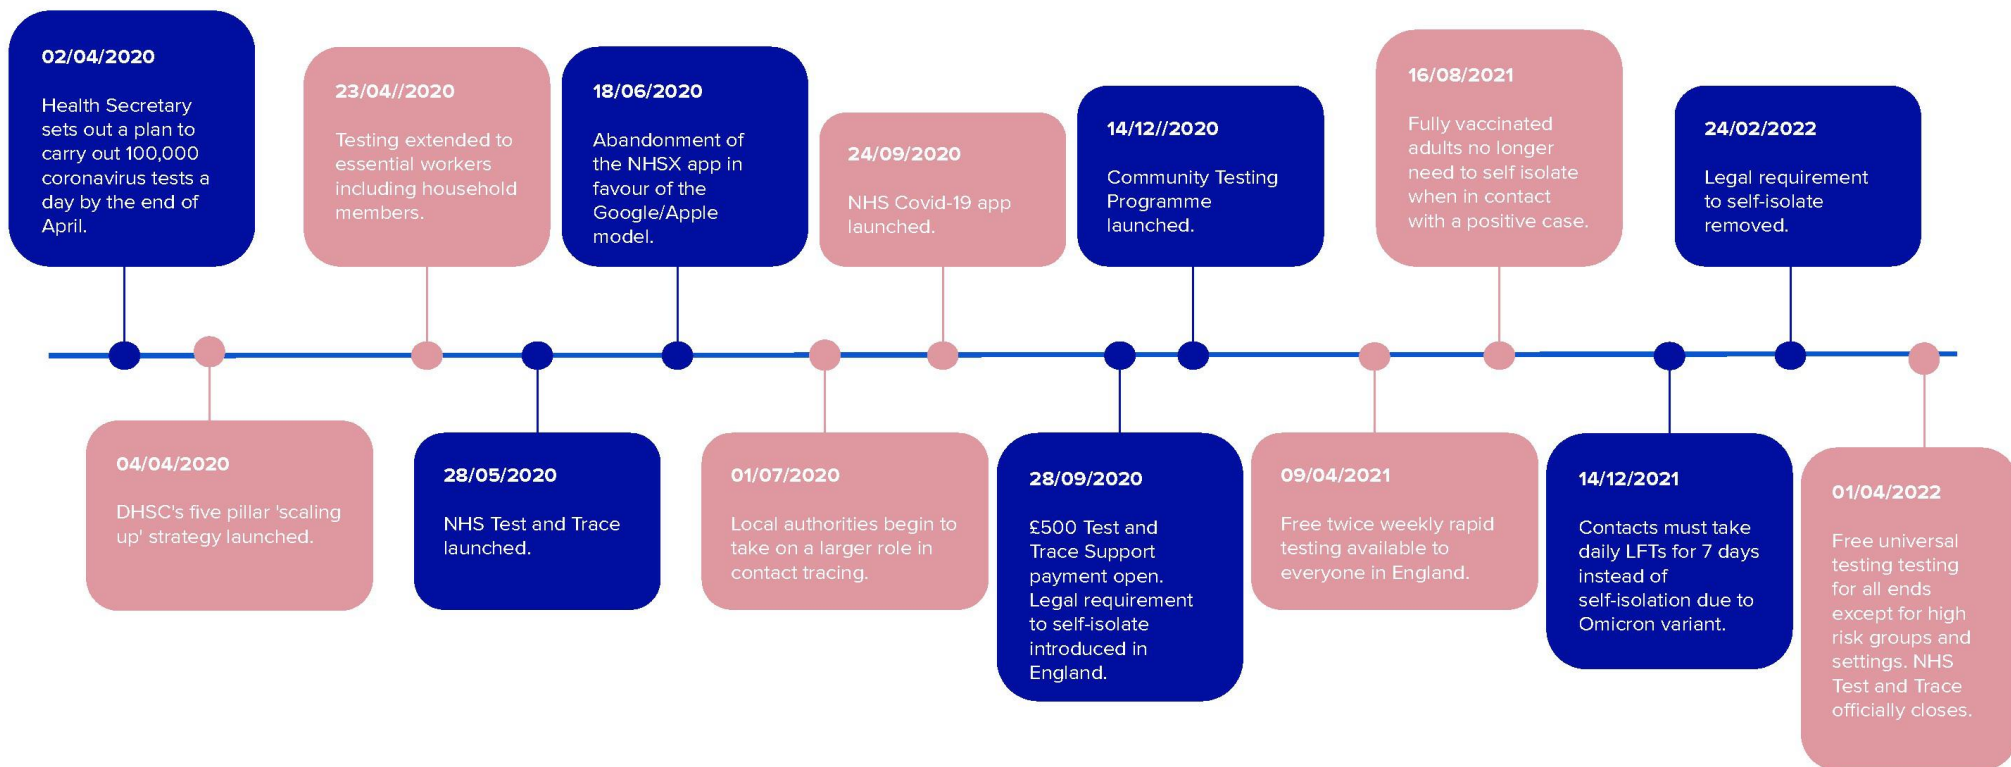 02/04/2020
Health Secretary
sets out a plan to
carry out 100,000
coronavirus tests a
day by the end of
April.
04/04/2020
DHSC's five pillar 'scaling
up' strategy launched.
23/04//2020
Testing extended to
essential workers
including household
members.
28/05/2020
NHS Test and Trace
launched.
18/06/2020
Abandonment of
the NHSX app in
favour of the
Google/Apple
model.
01/07/2020
Local authorities begin to
take on a larger role in
contact tracing.
24/09/2020
NHS Covid-19 app
launched.
28/09/2020
£500 Test and
Trace Support
payment open.
Legal requirement
to self-isolate
introduced in
England.
14/12//2020
Community Testing
Programme
launched.
09/04/2021
Free twice weekly rapid
testing available to
everyone in England.
16/08/2021
Fully vaccinated
adults no longer
need to self isolate
when in contact
with a positive case.
14/12/2021
Contacts must take
daily LFTs for 7 days
instead of
self-isolation due to
Omicron variant.
24/02/2022
Legal requirement
to self-isolate
removed.
01/04/2022
Free universal
testing testing
for all ends
except for high
risk groups and
settings. NHS
Test and Trace
officially closes.